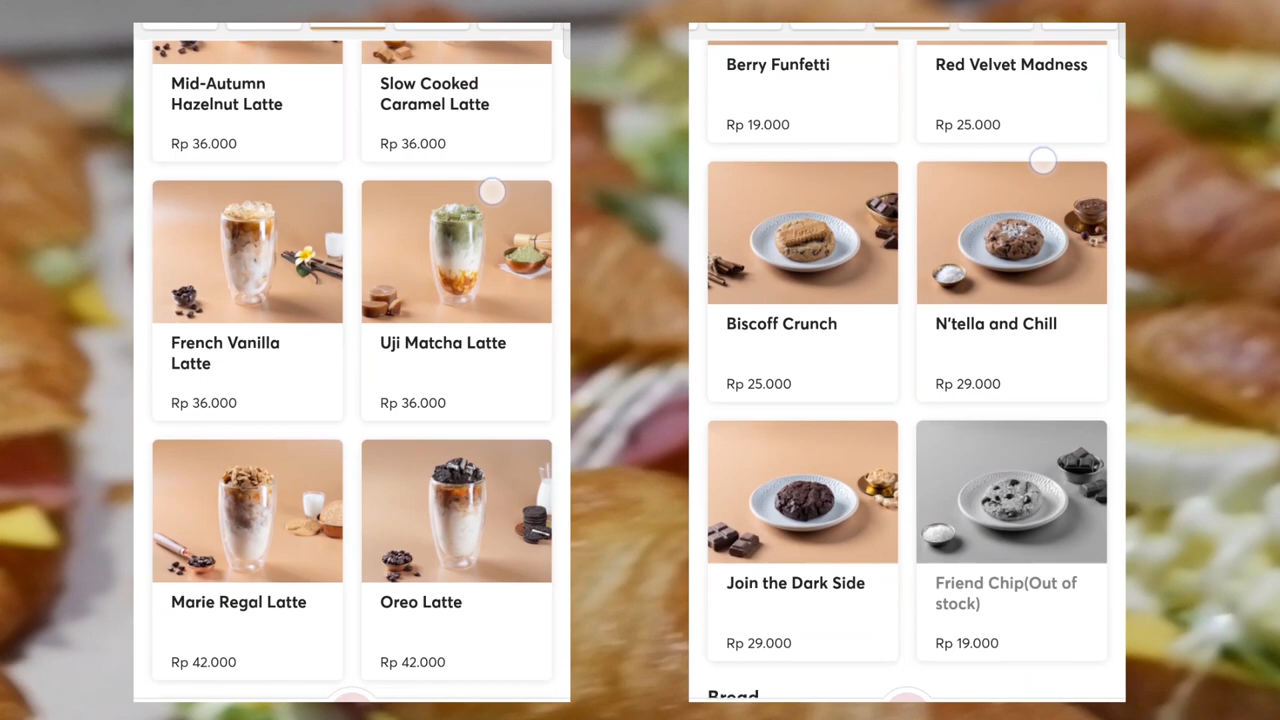 Mid-Autumn
Hazelnut Latte
Rp 36.000
Slow Cooked
Caramel Latte
Rp 36.000
French Vanilla
Latte
Rp 36.000
Uji Matcha Latte
Rp 36.000
Marie Regal Latte
Rp 42.000
Oreo Latte
Rp 42.000
Berry Funfetti
Rp 19.000
Red Velvet Madness
Rp 25.000
Biscoff Crunch
Rp 25.000
N'tella and Chill
Rp 29.000
Join the Dark Side
Rp 29.000
Friend Chip(Out of
stock)
Rp 19.000
Bread